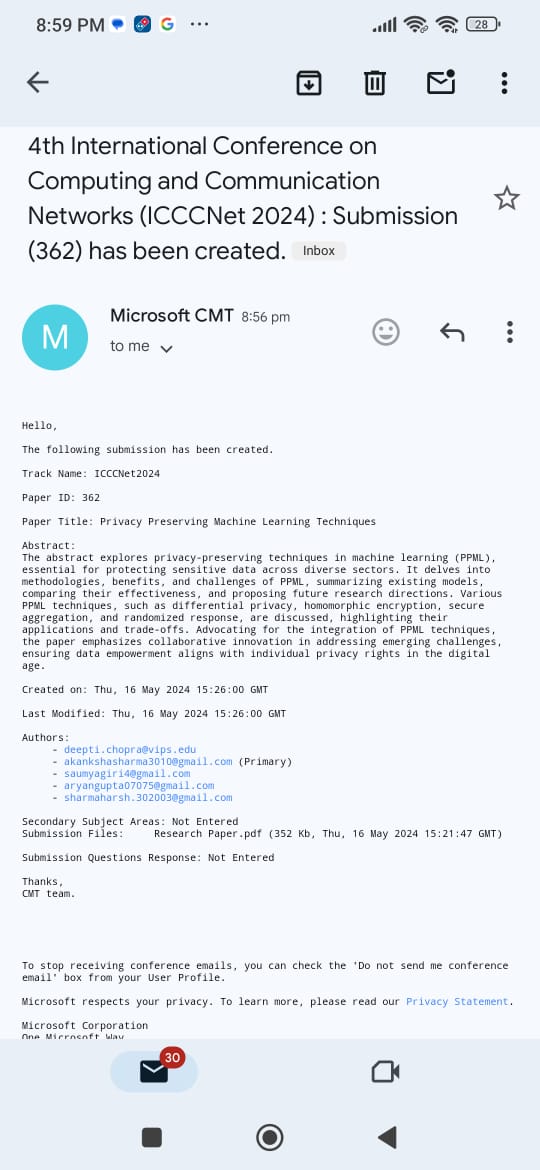 8:59 PM
28
4th International Conference on
Computing and Communication
Networks (ICCCNet 2024) : Submission
(362) has been created. Inbox
M
Microsoft CMT 8:56 pm
to me
Hello,
The following submission has been created.
Track Name: ICCCNet2024
Paper ID: 362
Paper Title: Privacy Preserving Machine Learning Techniques
Abstract:
The abstract explores privacy-preserving techniques in machine learning (PPML),
essential for protecting sensitive data across diverse sectors. It delves into
methodologies, benefits, and challenges of PPML, summarizing existing models,
comparing their effectiveness, and proposing future research directions. Various
PPML techniques, such as differential privacy, homomorphic encryption, secure
aggregation, and randomized response, are discussed, highlighting their
applications and trade-offs. Advocating for the integration of PPML techniques,
the paper emphasizes collaborative innovation in addressing emerging challenges,
ensuring data empowerment aligns with individual privacy rights in the digital
age.
Created on: Thu, 16 May 2024 15:26:00 GMT
Last Modified: Thu, 16 May 2024 15:26:00 GMT
Authors:
- deepti.chopra@vips.edu
- akankshasharma3010@gmail.com (Primary)
- saumyagiri4@gmail.com
- aryangupta07075@gmail.com
- sharmaharsh.302003@gmail.com
Secondary Subject Areas: Not Entered
Submission Files: Research Paper.pdf (352 Kb, Thu, 16 May 2024 15:21:47 GMT)
Submission Questions Response: Not Entered
Thanks,
CMT team.
To stop receiving conference emails, you can check the 'Do not send me conference
email' box from your User Profile.
Microsoft respects your privacy. To learn more, please read our Privacy Statement.
Microsoft Corporation
One Microsoft Way
30